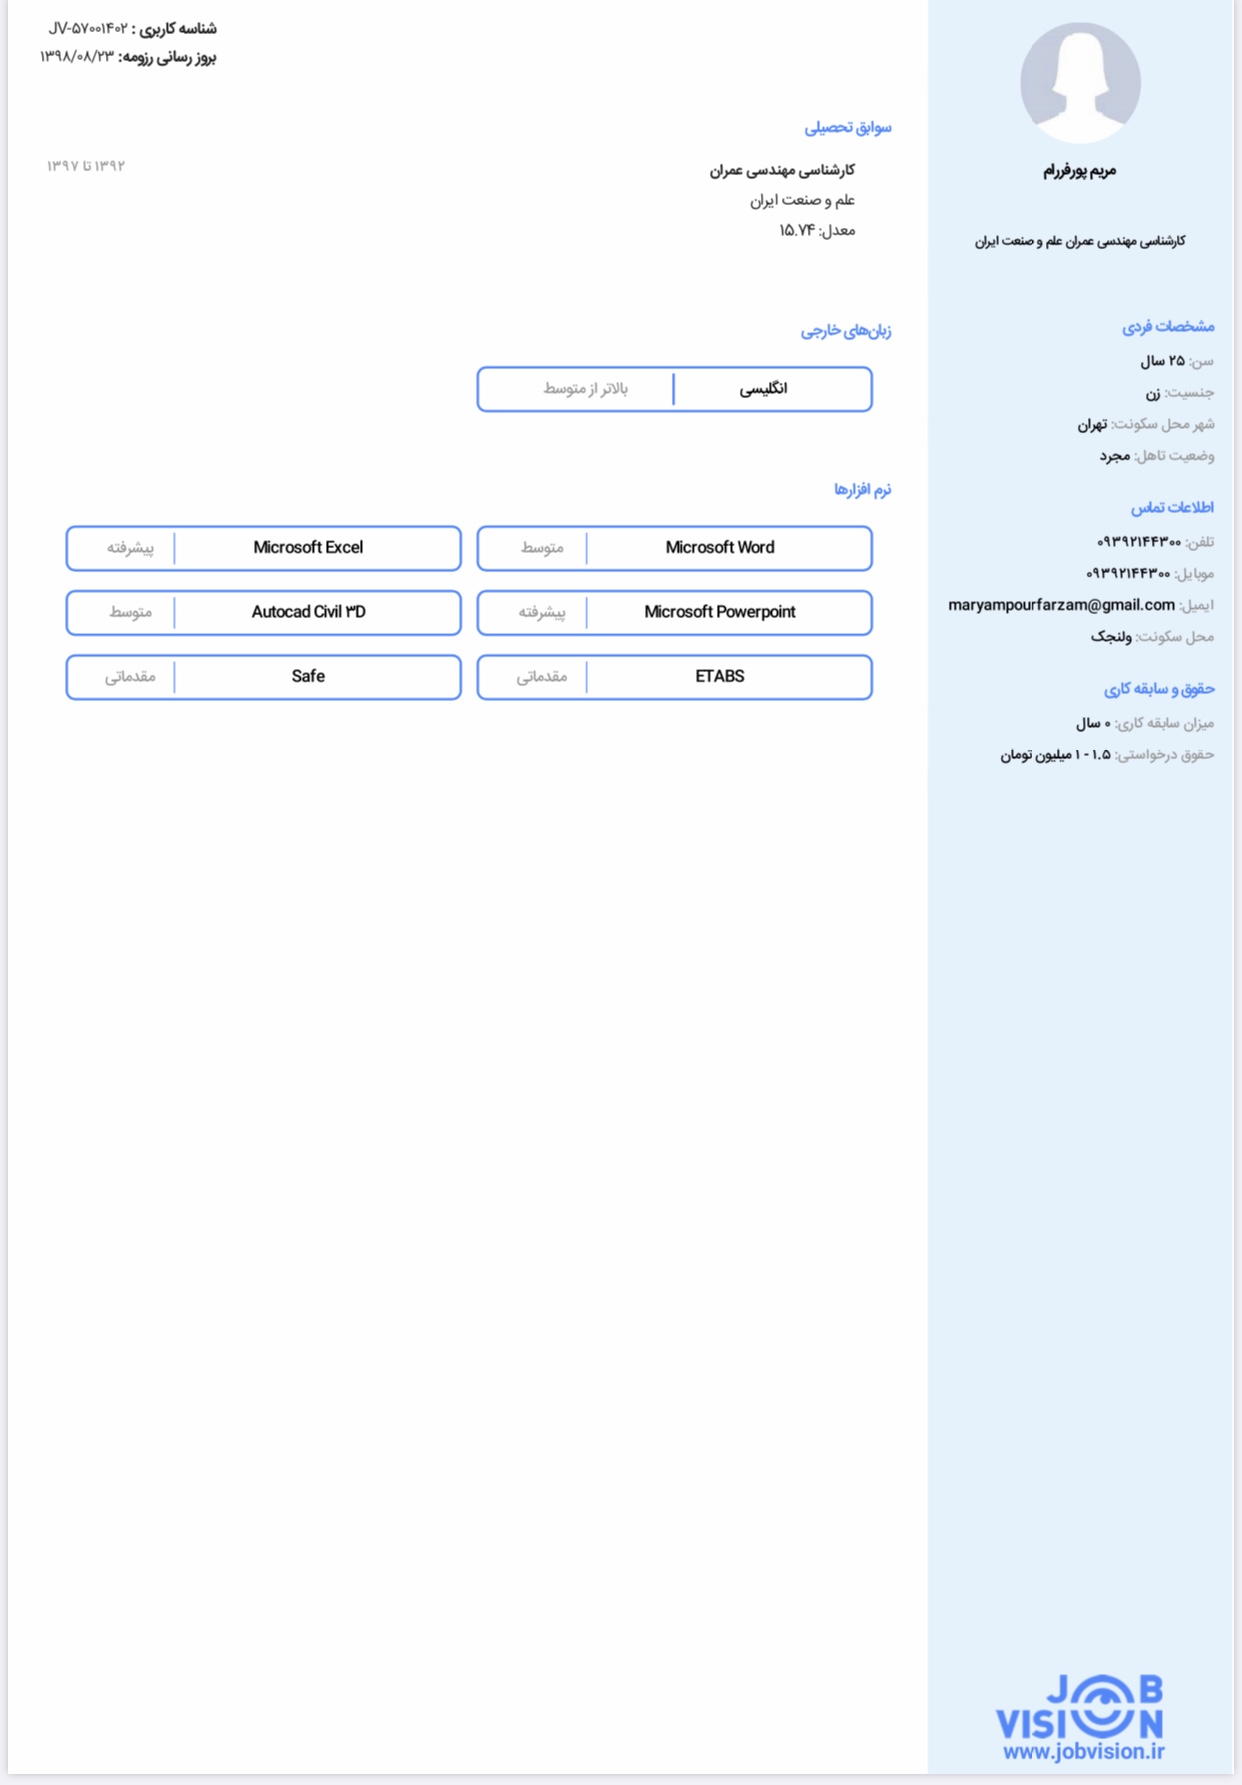 شناسه کاربری : JV-۵۷۰۰۱۴۰۲
بروز رسانی رزومه: ۱۳۹۸/۰۸/۲۳
مریم پورفررام
کارشناسی مهندسی عمران علم و صنعت ایران
مشخصات فردی
سن: ۲۵ سال
جنسیت: زن
شهر محل سکونت: تهران
وضعیت تاهل: مجرد
اطلاعات تماس
تلفن: ۰۹۳۹۲۱۴۴۳۰۰
موبایل: ۰۹۳۹۲۱۴۴۳۰۰
ایمیل: maryampourfarzam@gmail.com
محل سکونت: ولنجک
حقوق و سابقه کاری
میزان سابقه کاری: ۰ سال
حقوق درخواستی: ۱.۵ - ۱ میلیون تومان
سوابق تحصیلی
کارشناسی مهندسی عمران
۱۳۹۲ تا ۱۳۹۷
علم و صنعت ایران
معدل: ۱۵.۷۴
زبان‌های خارجی
انگلیسی
بالاتر از متوسط
نرم افزارها
Microsoft Word
متوسط
Microsoft Excel
پیشرفته
Microsoft Powerpoint
پیشرفته
Autocad Civil ۳D
متوسط
ETABS
مقدماتی
Safe
مقدماتی
JOB
VISION
www.jobvision.ir